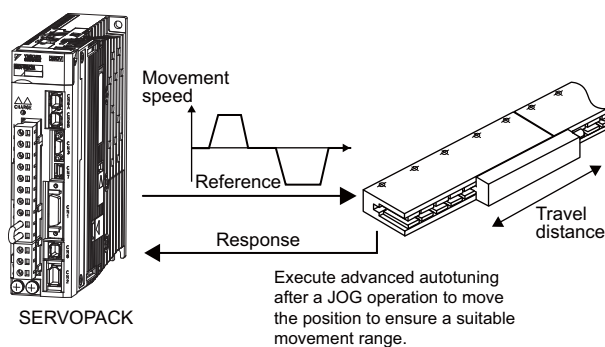 CHARGE
Movement
speed
Reference
Response
Travel
distance
SERVOPACK
Execute advanced autotuning
after a JOG operation to move
the position to ensure a suitable
movement range.